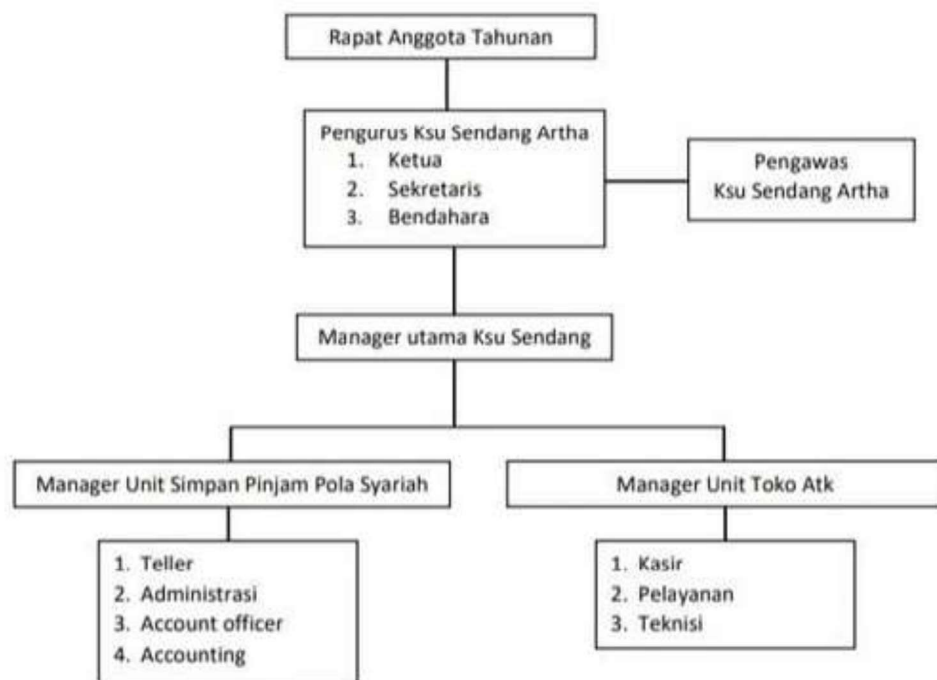 Rapat Anggota Tahunan
Pengurus Ksu Sendang Artha
1. Ketua
2. Sekretaris
3. Bendahara
Pengawas
Ksu Sendang Artha
Manager utama Ksu Sendang
Manager Unit Simpan Pinjam Pola Syariah
Manager Unit Toko Atk
1. Teller
2. Administrasi
3. Account officer
4. Accounting
1. Kasir
2. Pelayanan
3. Teknisi